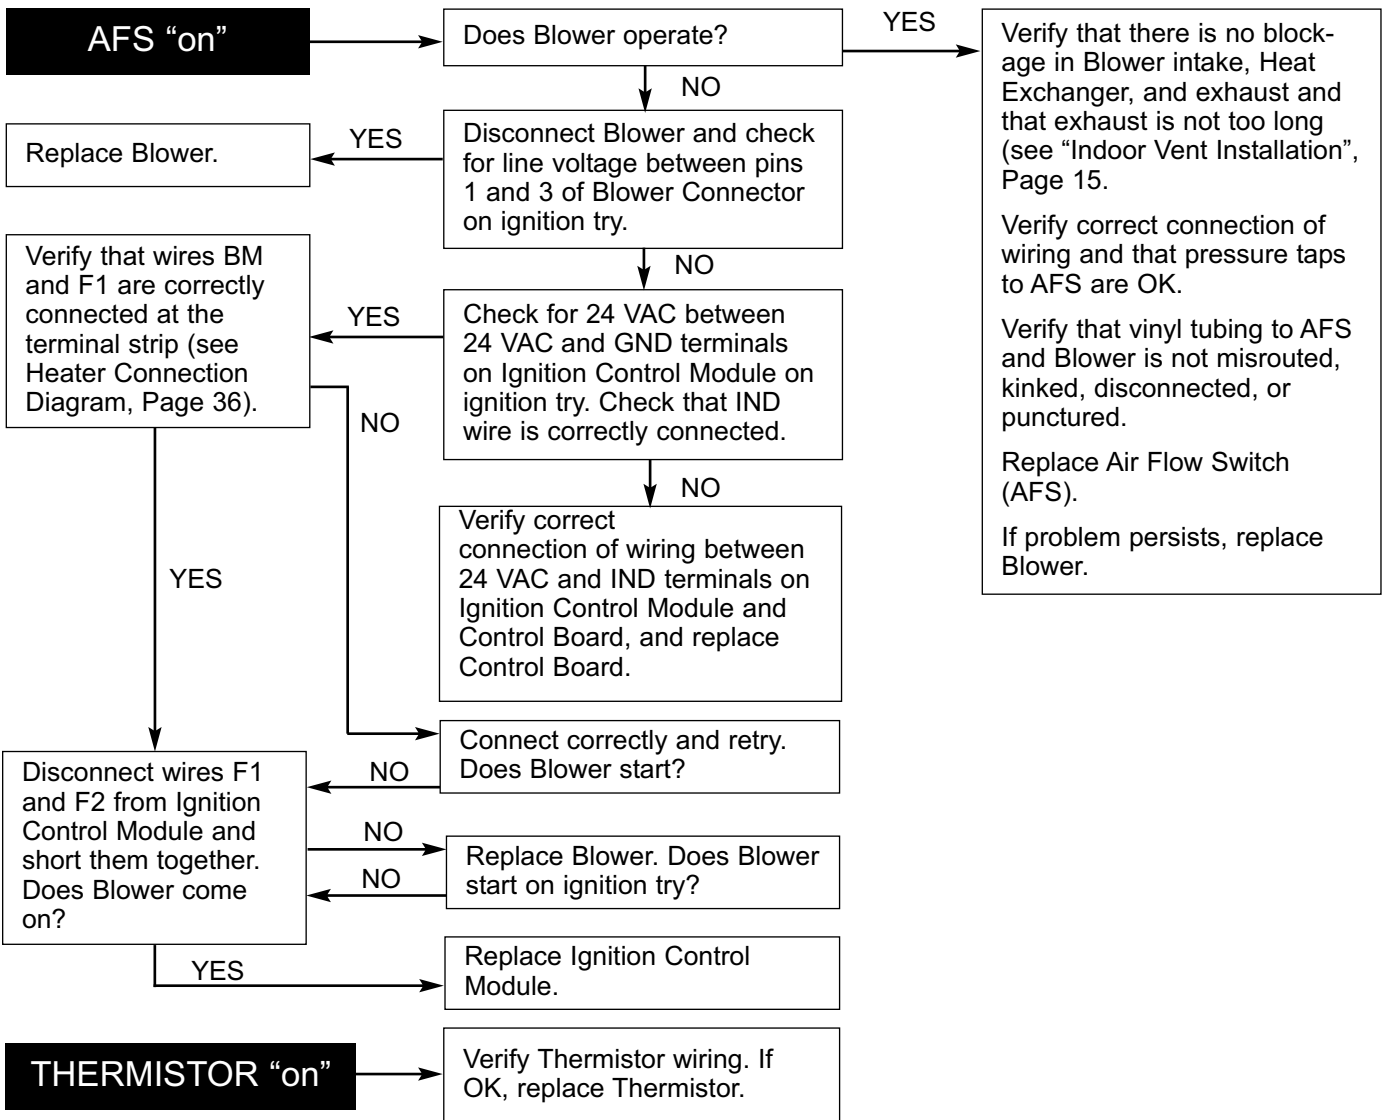 AFS “on”
Does Blower operate?
YES
Verify that there is no block-
age in Blower intake, Heat
Exchanger, and exhaust and
that exhaust is not too long
(see “Indoor Vent Installation”,
Page 15.
Verify correct connection of
wiring and that pressure taps
to AFS are OK.
Verify that vinyl tubing to AFS
and Blower is not misrouted,
kinked, disconnected, or
punctured.
Replace Air Flow Switch
(AFS).
If problem persists, replace
Blower.
NO
Disconnect Blower and check
for line voltage between pins
1 and 3 of Blower Connector
on ignition try.
YES
Replace Blower.
NO
Check for 24 VAC between
24 VAC and GND terminals
on Ignition Control Module on
ignition try. Check that IND
wire is correctly connected.
YES
Verify that wires BM
and F1 are correctly
connected at the
terminal strip (see
Heater Connection
Diagram, Page 36).
NO
NO
Verify correct
connection of wiring between
24 VAC and IND terminals on
Ignition Control Module and
Control Board, and replace
Control Board.
YES
Connect correctly and retry.
Does Blower start?
NO
Disconnect wires F1
and F2 from Ignition
Control Module and
short them together.
Does Blower come
on?
NO
Replace Blower. Does Blower
start on ignition try?
NO
YES
Replace Ignition Control
Module.
THERMISTOR “on”
Verify Thermistor wiring. If
OK, replace Thermistor.